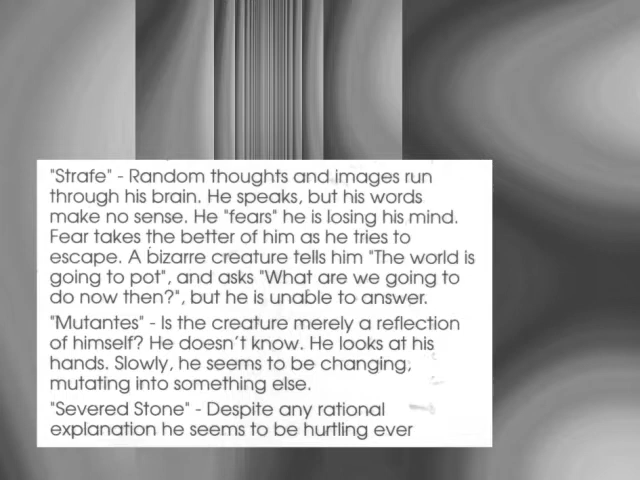 "Strafe" - Random thoughts and images run
through his brain. He speaks, but his words
make no sense. He "fears" he is losing his mind.
Fear takes the better of him as he tries to
escape. A bizarre creature tells him "The world is
going to pot", and asks "What are we going to
do now then?", but he is unable to answer.
"Mutantes" - Is the creature merely a reflection
of himself? He doesn´t know. He looks at his
hands. Slowly, he seems to be changing;
mutating into something else.
"Severed Stone" - Despite any rational
explanation he seems to be hurtling ever